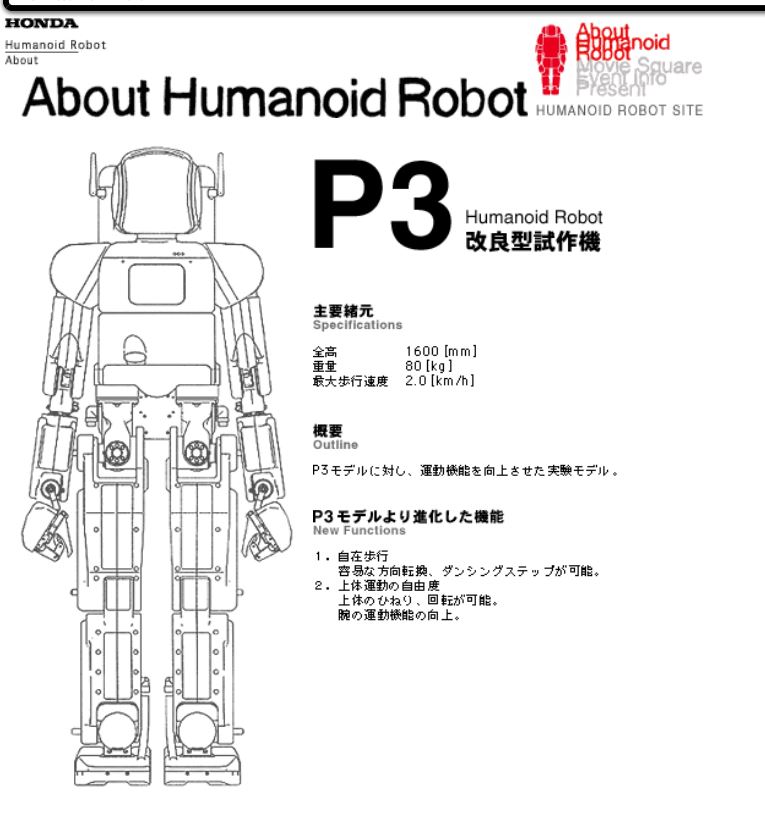 HONDA
Humanoid Robot
About
About
Humanoid
Robot
Movie Square
Event Info
Present
HUMANOID ROBOT SITE
About Humanoid Robot
P3
Humanoid Robot
改良型試作機
主要緒元
Specifications
全高 1600 [mm]
重量 80 [kg]
最大歩行速度 2.0 [km/h]
概要
Outline
P3モデルに対し、運動機能を向上させた実験モデル。
P3モデルより進化した機能
New Functions
1. 自在歩行
容易な方向転換、ダンシングステップが可能。
2. 上体運動の自由度
上体のひねり、回転が可能。
腕の運動機能の向上。